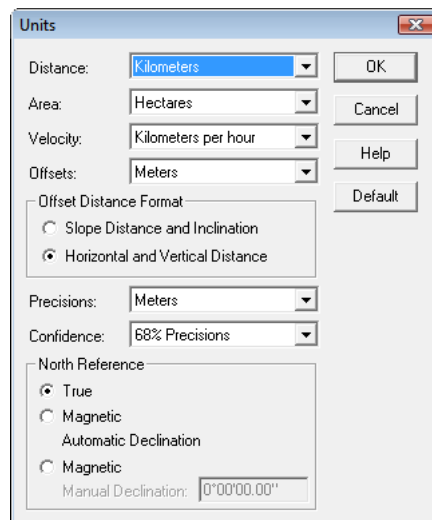 Units
Distance: Kilometers OK
Area: Hectares Cancel
Velocity: Kilometers per hour
Help
Offsets: Meters
Default
Offset Distance Format
Slope Distance and Inclination
Horizontal and Vertical Distance
Precisions: Meters
Confidence: 68% Precisions
North Reference
True
Magnetic
Automatic Declination
Magnetic
Manual Declination: 0°00'00.00"